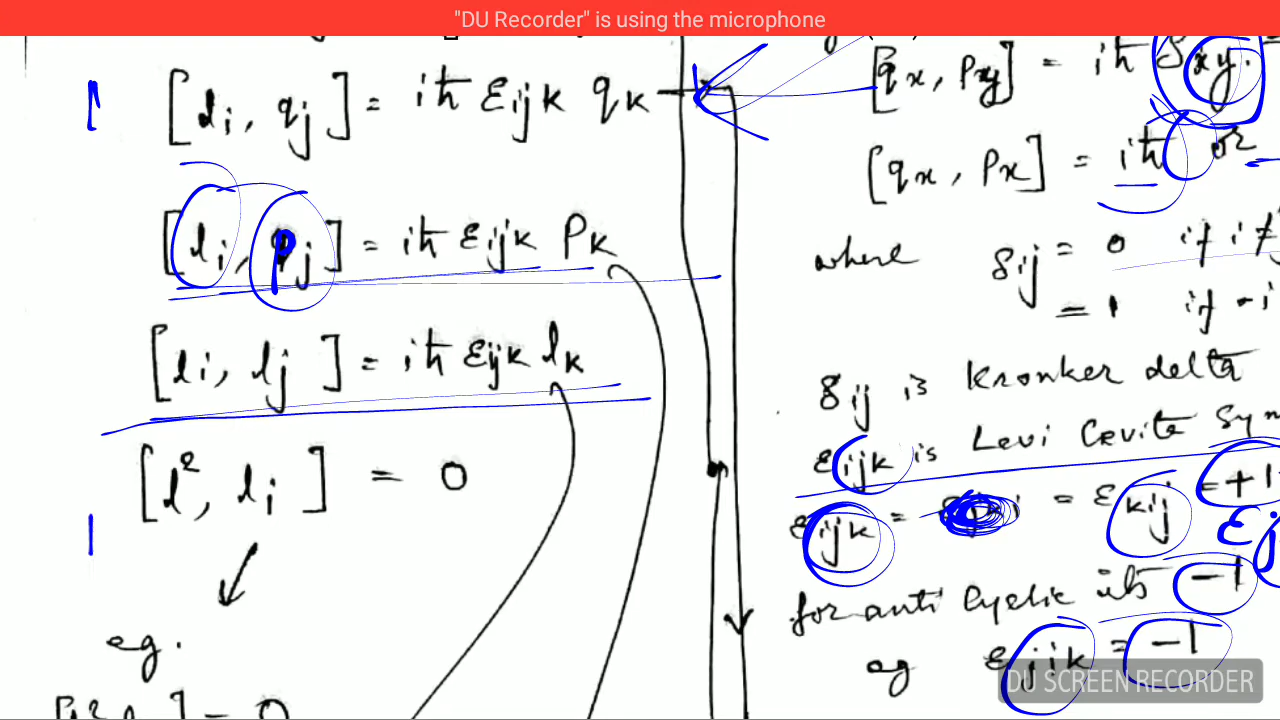 "DU Recorder" is using the microphone
[li, qj] = iħ εijk qk
[li, pj] = iħ εijk Pk
[li, lj] = iħ εijk lk
[l², li] = 0
eg.
] = 0
[qx, Py] = iħ δxy.
[qx, Px] = iħ or
where δij = 0 if i≠
= 1 if i
δij is Kronker delta
εijk is Levi Cevita Sym
εijk = = εkij = +1
εj
for anti cyclic its -1
eg εjik = -1
DU SCREEN RECORDER